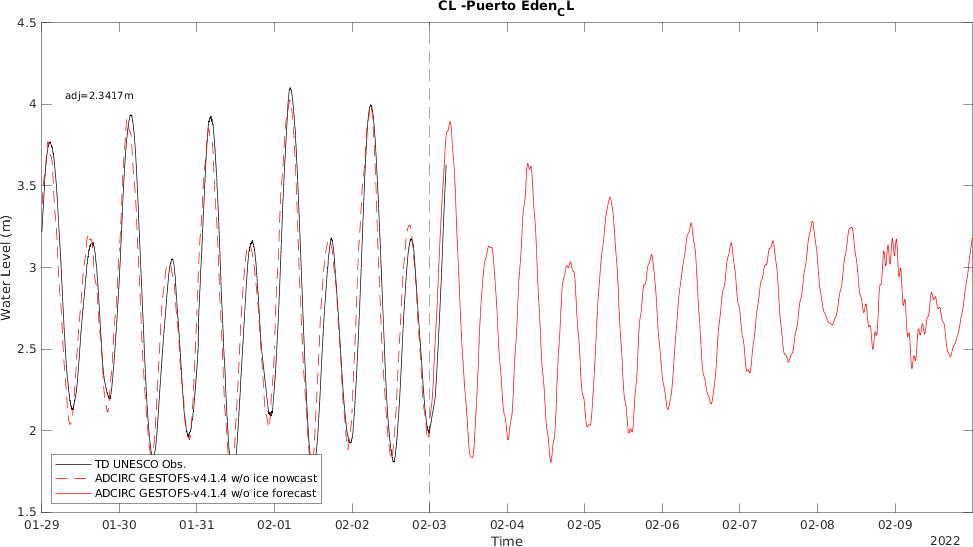 CL -Puerto Eden_CL
4.5
adj=2.3417m
4
3.5
3
Water Level (m)
2.5
2
TD UNESCO Obs.
ADCIRC GESTOFS-v4.1.4 w/o ice nowcast
ADCIRC GESTOFS-v4.1.4 w/o ice forecast
1.5
01-29 01-30 01-31 02-01 02-02 02-03 02-04 02-05 02-06 02-07 02-08 02-09
Time
2022